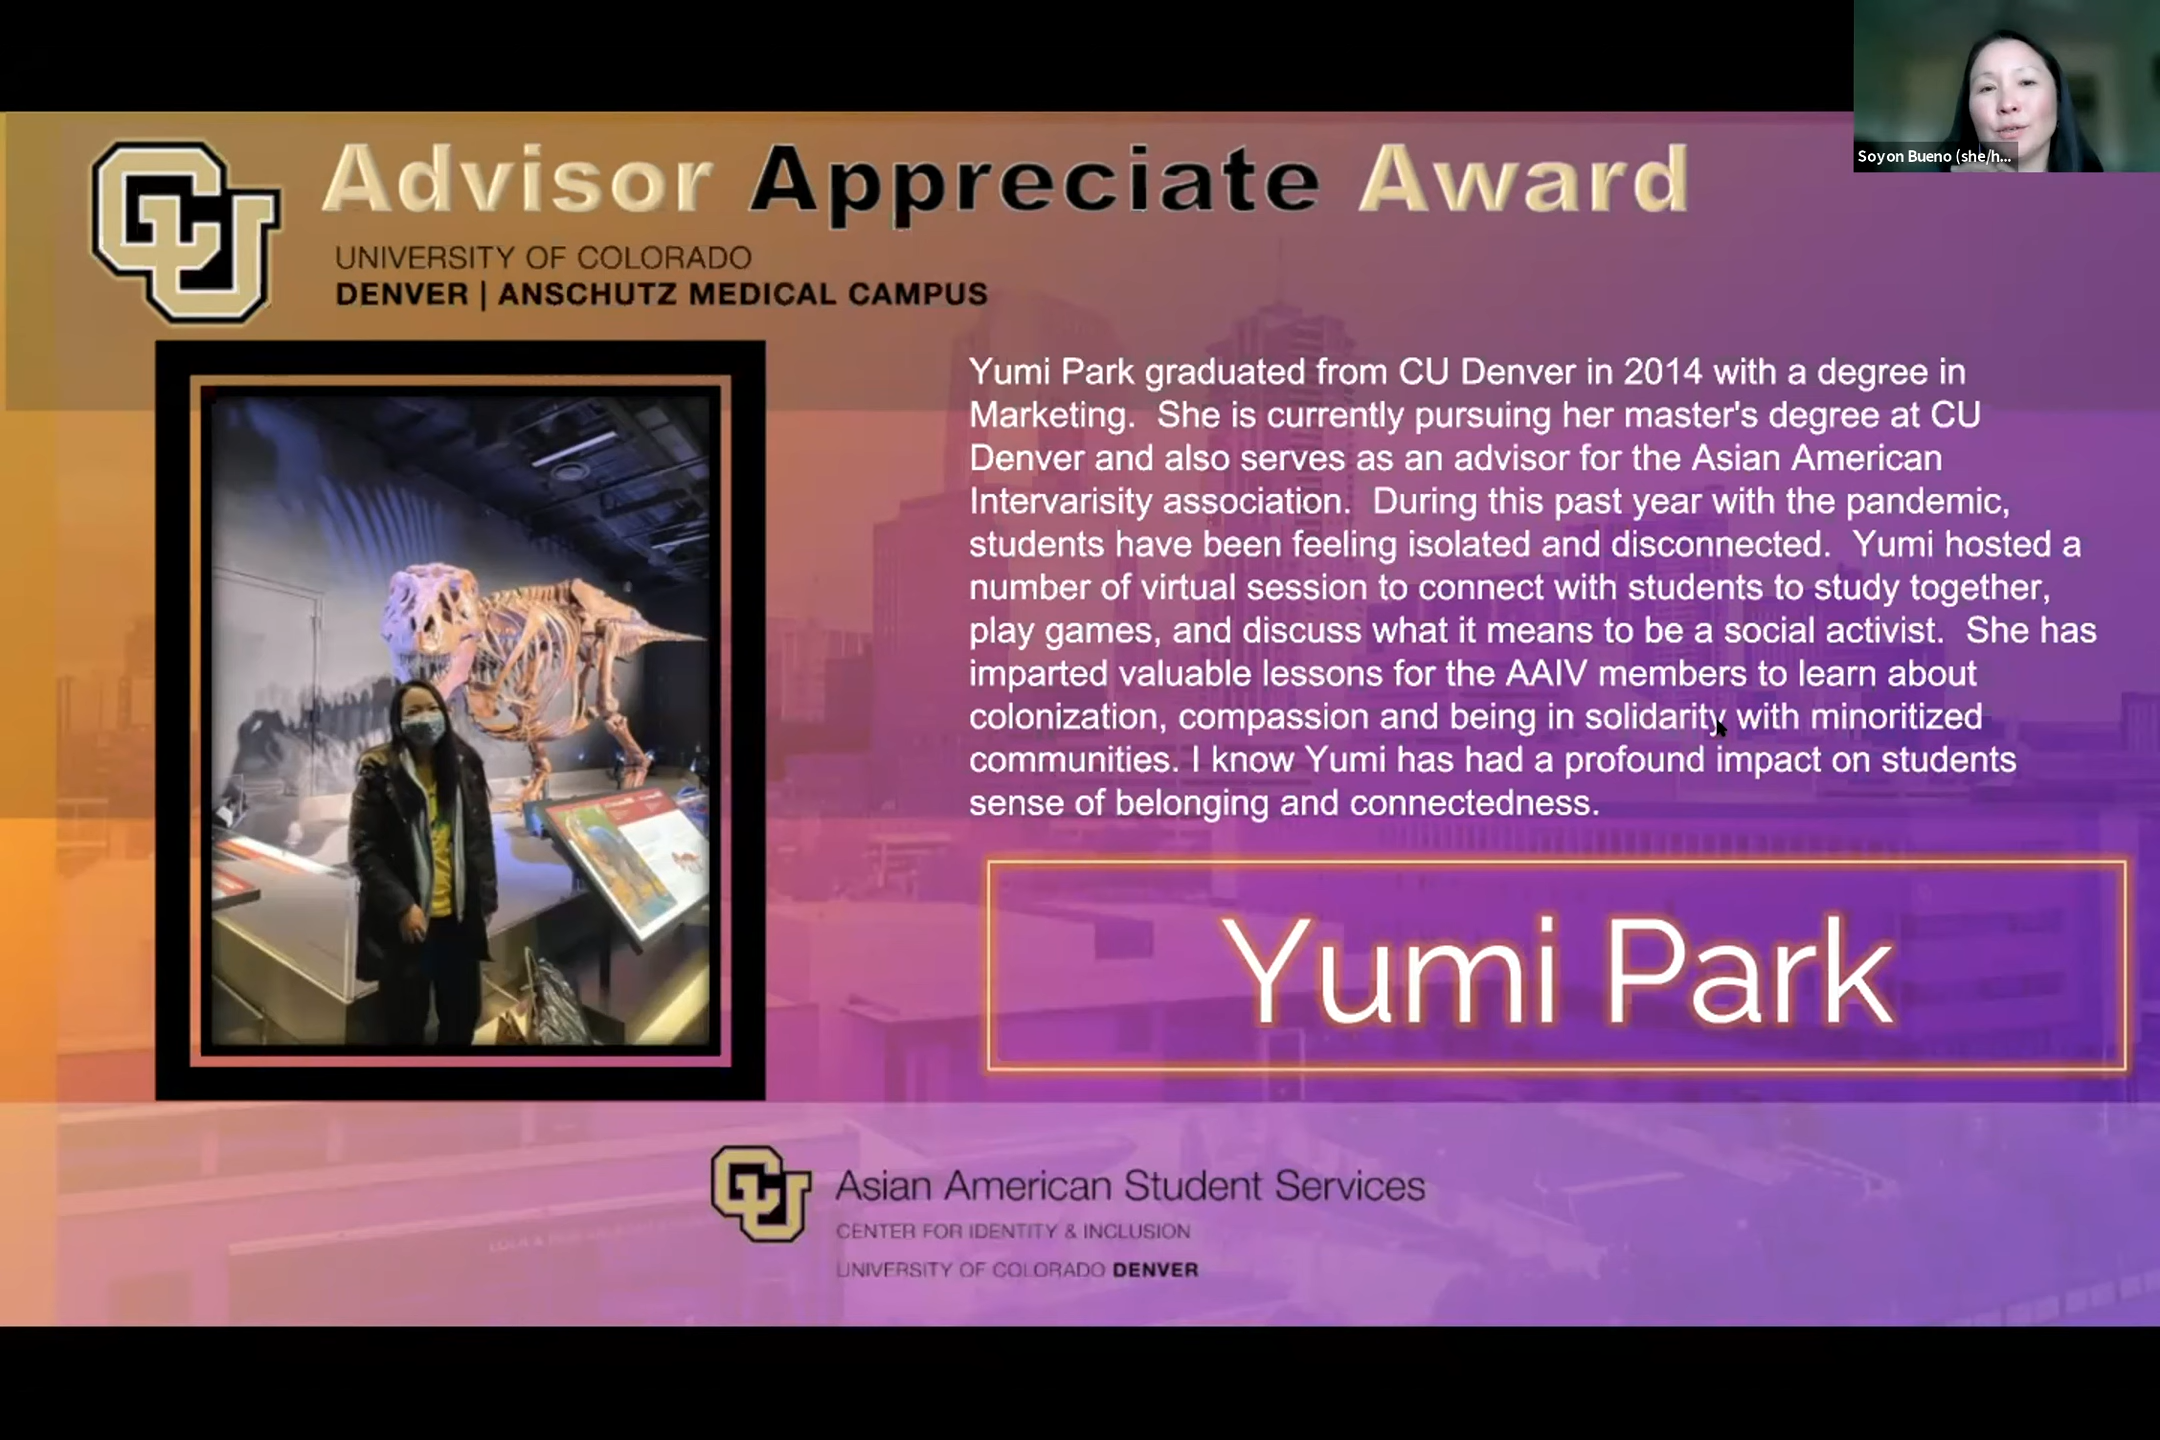 Soyon Bueno (she/h...
Advisor Appreciate Award
UNIVERSITY OF COLORADO
DENVER | ANSCHUTZ MEDICAL CAMPUS
Yumi Park graduated from CU Denver in 2014 with a degree in
Marketing.  She is currently pursuing her master's degree at CU
Denver and also serves as an advisor for the Asian American
Intervarisity association.  During this past year with the pandemic,
students have been feeling isolated and disconnected.  Yumi hosted a
number of virtual session to connect with students to study together,
play games, and discuss what it means to be a social activist.  She has
imparted valuable lessons for the AAIV members to learn about
colonization, compassion and being in solidarity with minoritized
communities. I know Yumi has had a profound impact on students
sense of belonging and connectedness.
Yumi Park
CU
Asian American Student Services
CENTER FOR IDENTITY & INCLUSION
UNIVERSITY OF COLORADO DENVER